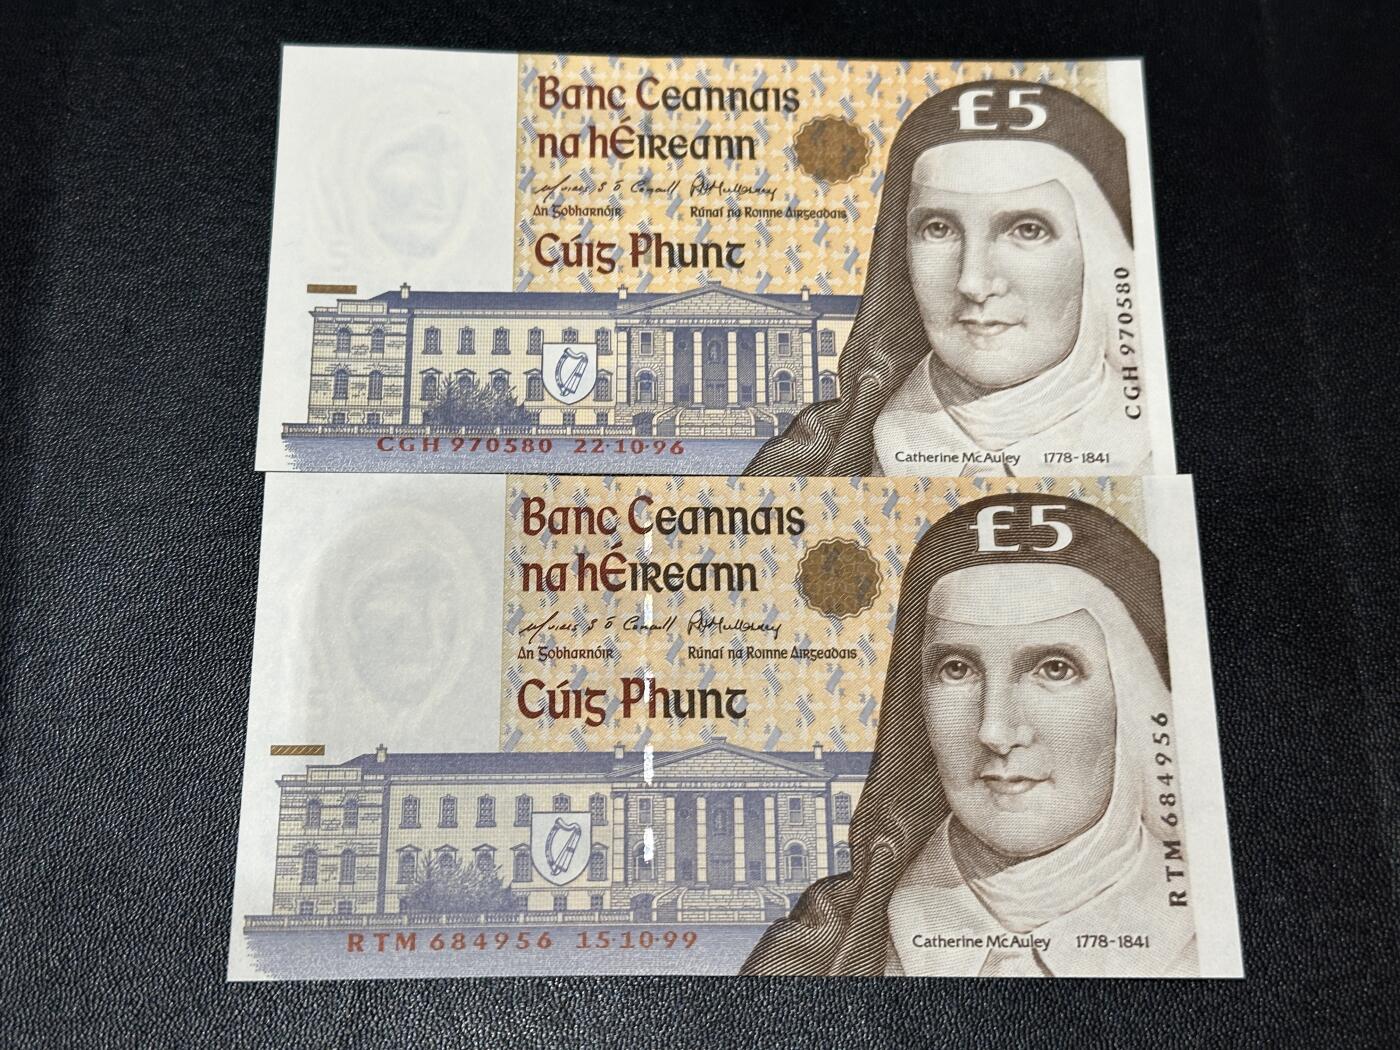 Banc Ceannais
na hÉireann
£5
An Gobharnóir
Rúnaí na Roinne Airgeadais
Cúig Phunt
CGH 970580
CGH 970580 22·10·96
Catherine McAuley 1778-1841
Banc Ceannais
na hÉireann
£5
An Gobharnóir
Rúnaí na Roinne Airgeadais
Cúig Phunt
RTM 684956
RTM 684956 15·10·99
Catherine McAuley 1778-1841